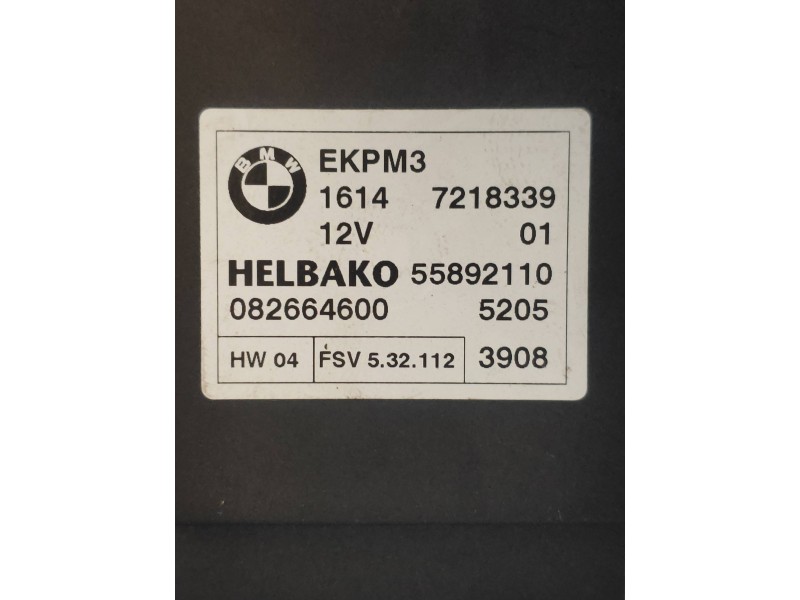 BMW
EKPM3
1614 7218339
12V 01
HELBAKO 55892110
082664600 5205
HW 04 FSV 5.32.112 3908